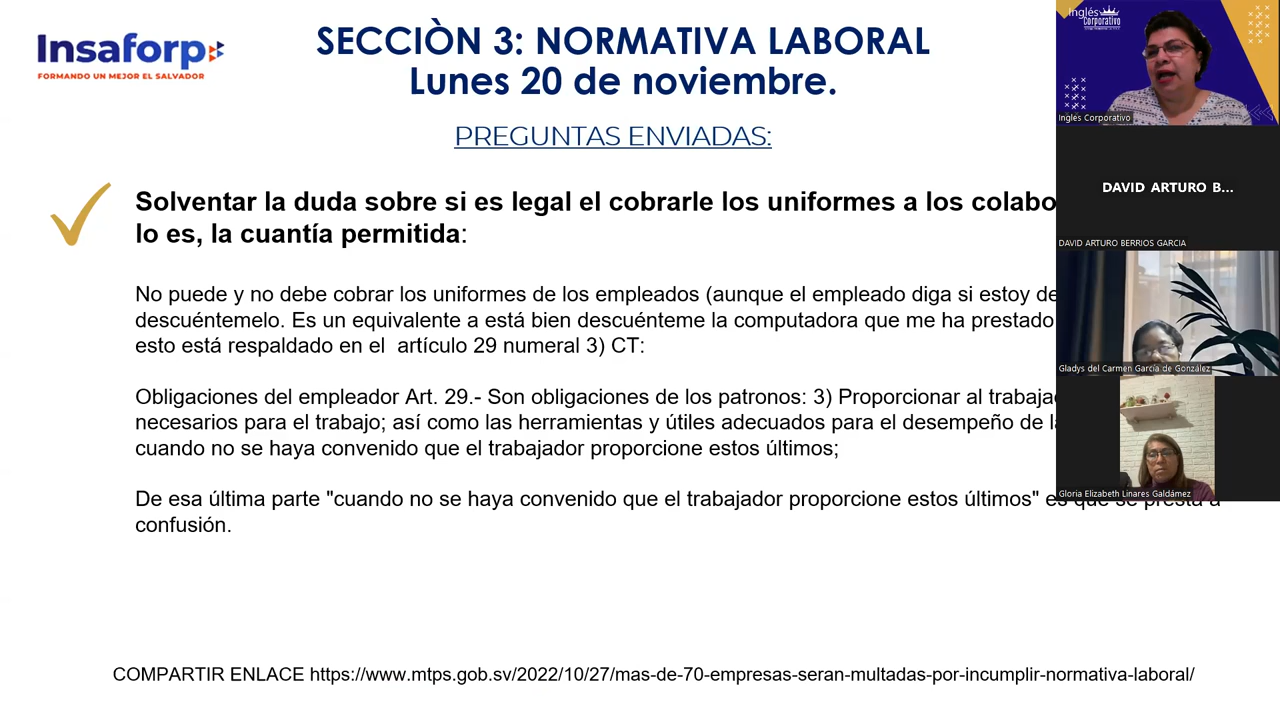 Insaforp
FORMANDO UN MEJOR EL SALVADOR
SECCIÒN 3: NORMATIVA LABORAL
Lunes 20 de noviembre.
PREGUNTAS ENVIADAS:
Solventar la duda sobre si es legal el cobrarle los uniformes a los colabo
lo es, la cuantía permitida:
No puede y no debe cobrar los uniformes de los empleados (aunque el empleado diga si estoy de
descuéntemelo. Es un equivalente a está bien descuénteme la computadora que me ha prestado
esto está respaldado en el artículo 29 numeral 3) CT:
Obligaciones del empleador Art. 29.- Son obligaciones de los patronos: 3) Proporcionar al trabajad
necesarios para el trabajo; así como las herramientas y útiles adecuados para el desempeño de la
cuando no se haya convenido que el trabajador proporcione estos últimos;
De esa última parte "cuando no se haya convenido que el trabajador proporcione estos últimos" es que se presta a
confusión.
COMPARTIR ENLACE https://www.mtps.gob.sv/2022/10/27/mas-de-70-empresas-seran-multadas-por-incumplir-normativa-laboral/
Inglés
Corporativo
Inglés Corporativo
DAVID ARTURO B...
DAVID ARTURO BERRIOS GARCIA
Gladys del Carmen García de González
Gloria Elizabeth Linares Galdámez